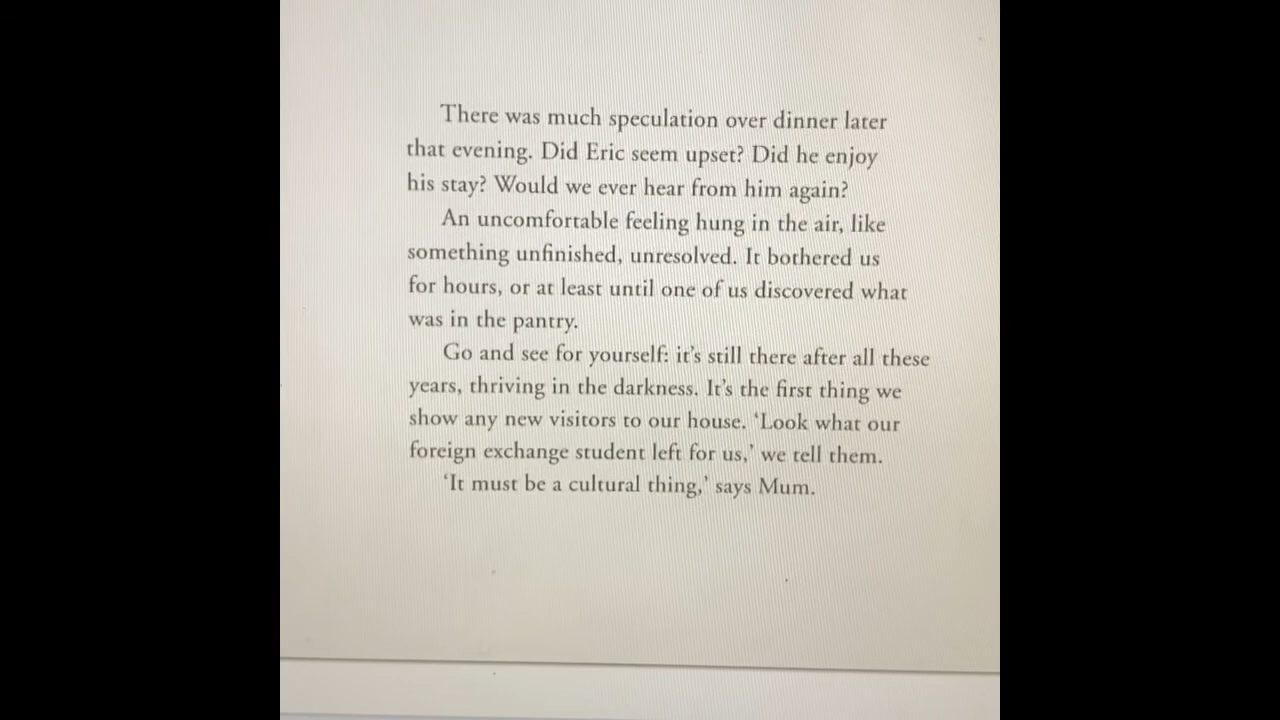 There was much speculation over dinner later
that evening. Did Eric seem upset? Did he enjoy
his stay? Would we ever hear from him again?
An uncomfortable feeling hung in the air, like
something unfinished, unresolved. It bothered us
for hours, or at least until one of us discovered what
was in the pantry.
Go and see for yourself: it’s still there after all these
years, thriving in the darkness. It’s the first thing we
show any new visitors to our house. ‘Look what our
foreign exchange student left for us,’ we tell them.
‘It must be a cultural thing,’ says Mum.